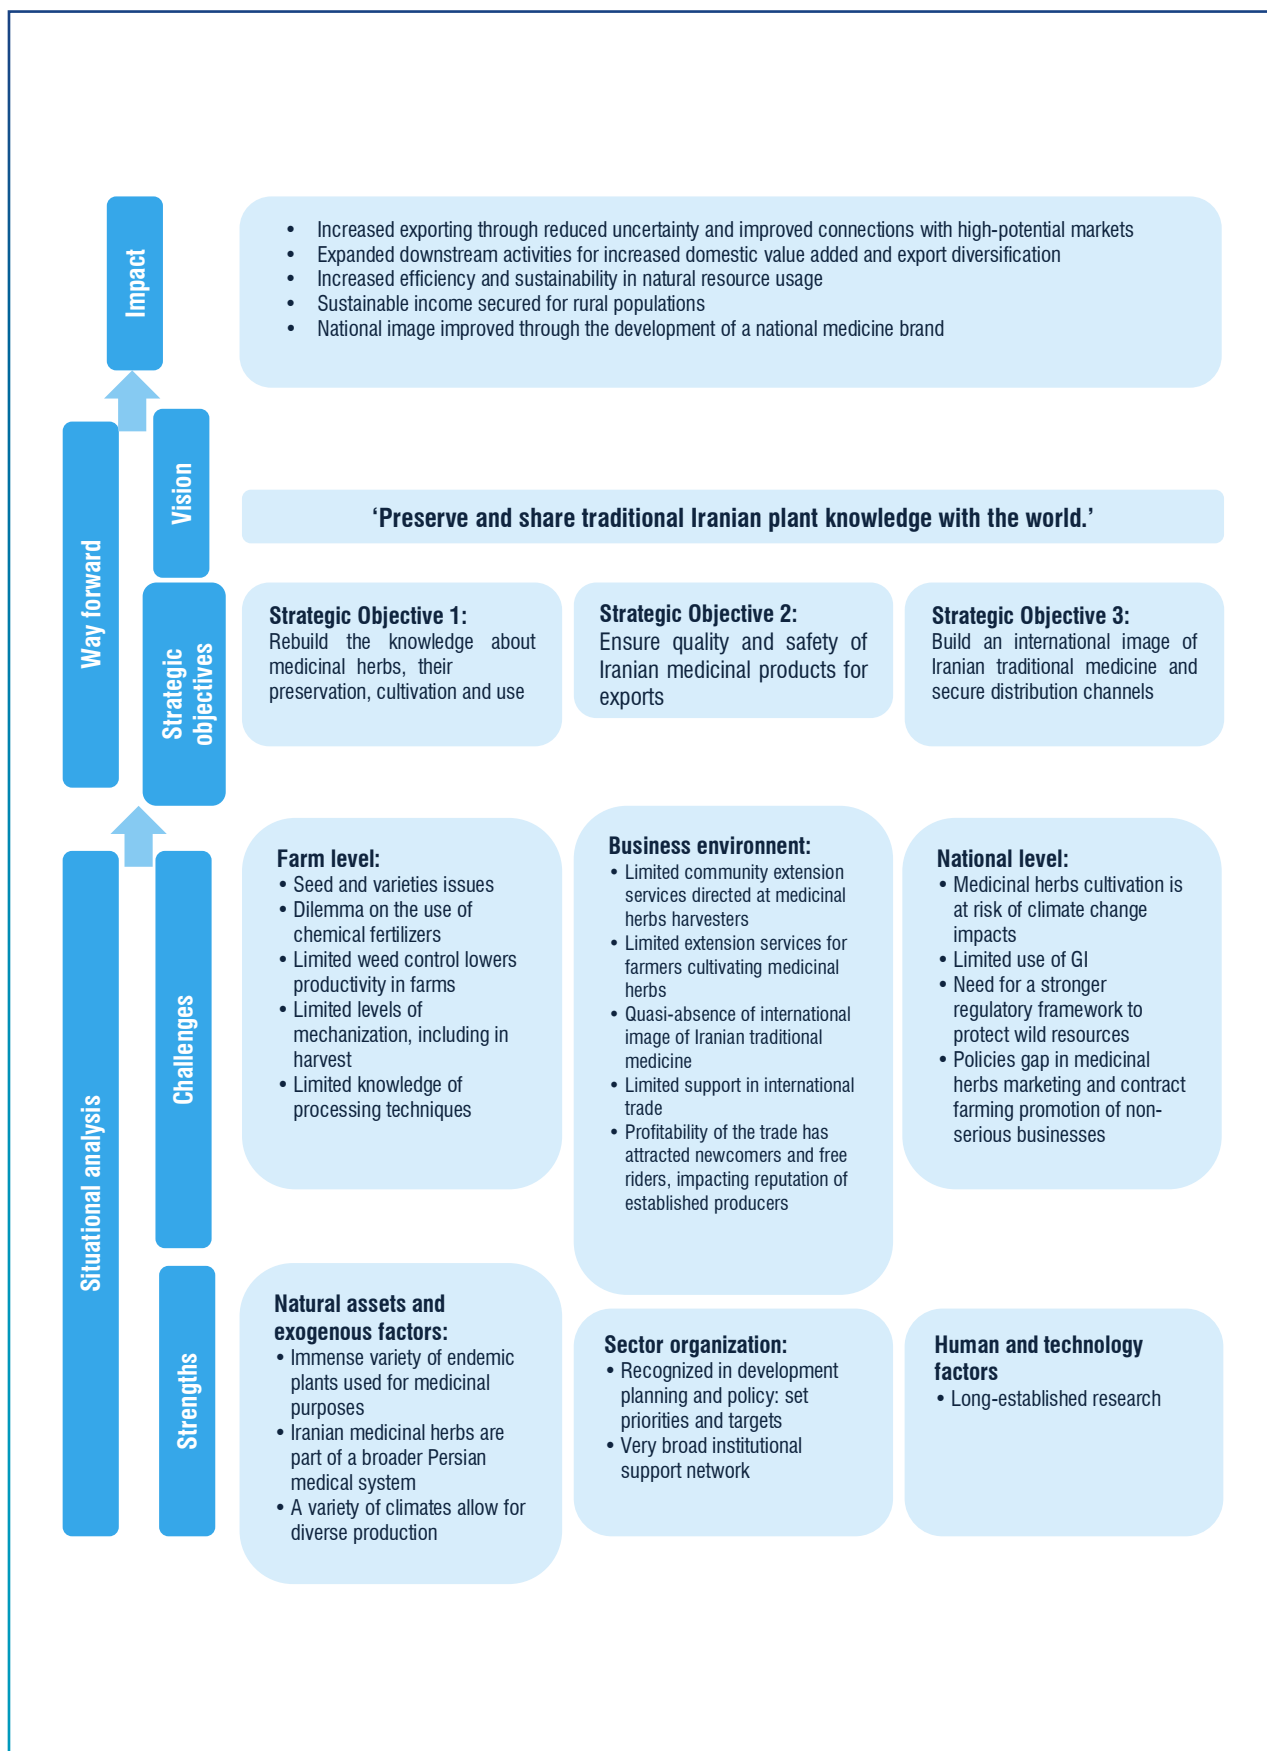 Impact
• Increased exporting through reduced uncertainty and improved connections with high-potential markets
• Expanded downstream activities for increased domestic value added and export diversification
• Increased efficiency and sustainability in natural resource usage
• Sustainable income secured for rural populations
• National image improved through the development of a national medicine brand
Way forward
Vision
‘Preserve and share traditional Iranian plant knowledge with the world.’
Strategic
objectives
Strategic Objective 1:
Rebuild the knowledge about
medicinal herbs, their
preservation, cultivation and use
Strategic Objective 2:
Ensure quality and safety of
Iranian medicinal products for
exports
Strategic Objective 3:
Build an international image of
Iranian traditional medicine and
secure distribution channels
Situational analysis
Challenges
Farm level:
• Seed and varieties issues
• Dilemma on the use of
chemical fertilizers
• Limited weed control lowers
productivity in farms
• Limited levels of
mechanization, including in
harvest
• Limited knowledge of
processing techniques
Business environment:
• Limited community extension
services directed at medicinal
herbs harvesters
• Limited extension services for
farmers cultivating medicinal
herbs
• Quasi-absence of international
image of Iranian traditional
medicine
• Limited support in international
trade
• Profitability of the trade has
attracted newcomers and free
riders, impacting reputation of
established producers
National level:
• Medicinal herbs cultivation is
at risk of climate change
impacts
• Limited use of GI
• Need for a stronger
regulatory framework to
protect wild resources
• Policies gap in medicinal
herbs marketing and contract
farming promotion of non-
serious businesses
Strengths
Natural assets and
exogenous factors:
• Immense variety of endemic
plants used for medicinal
purposes
• Iranian medicinal herbs are
part of a broader Persian
medical system
• A variety of climates allow for
diverse production
Sector organization:
• Recognized in development
planning and policy: set
priorities and targets
• Very broad institutional
support network
Human and technology
factors
• Long-established research